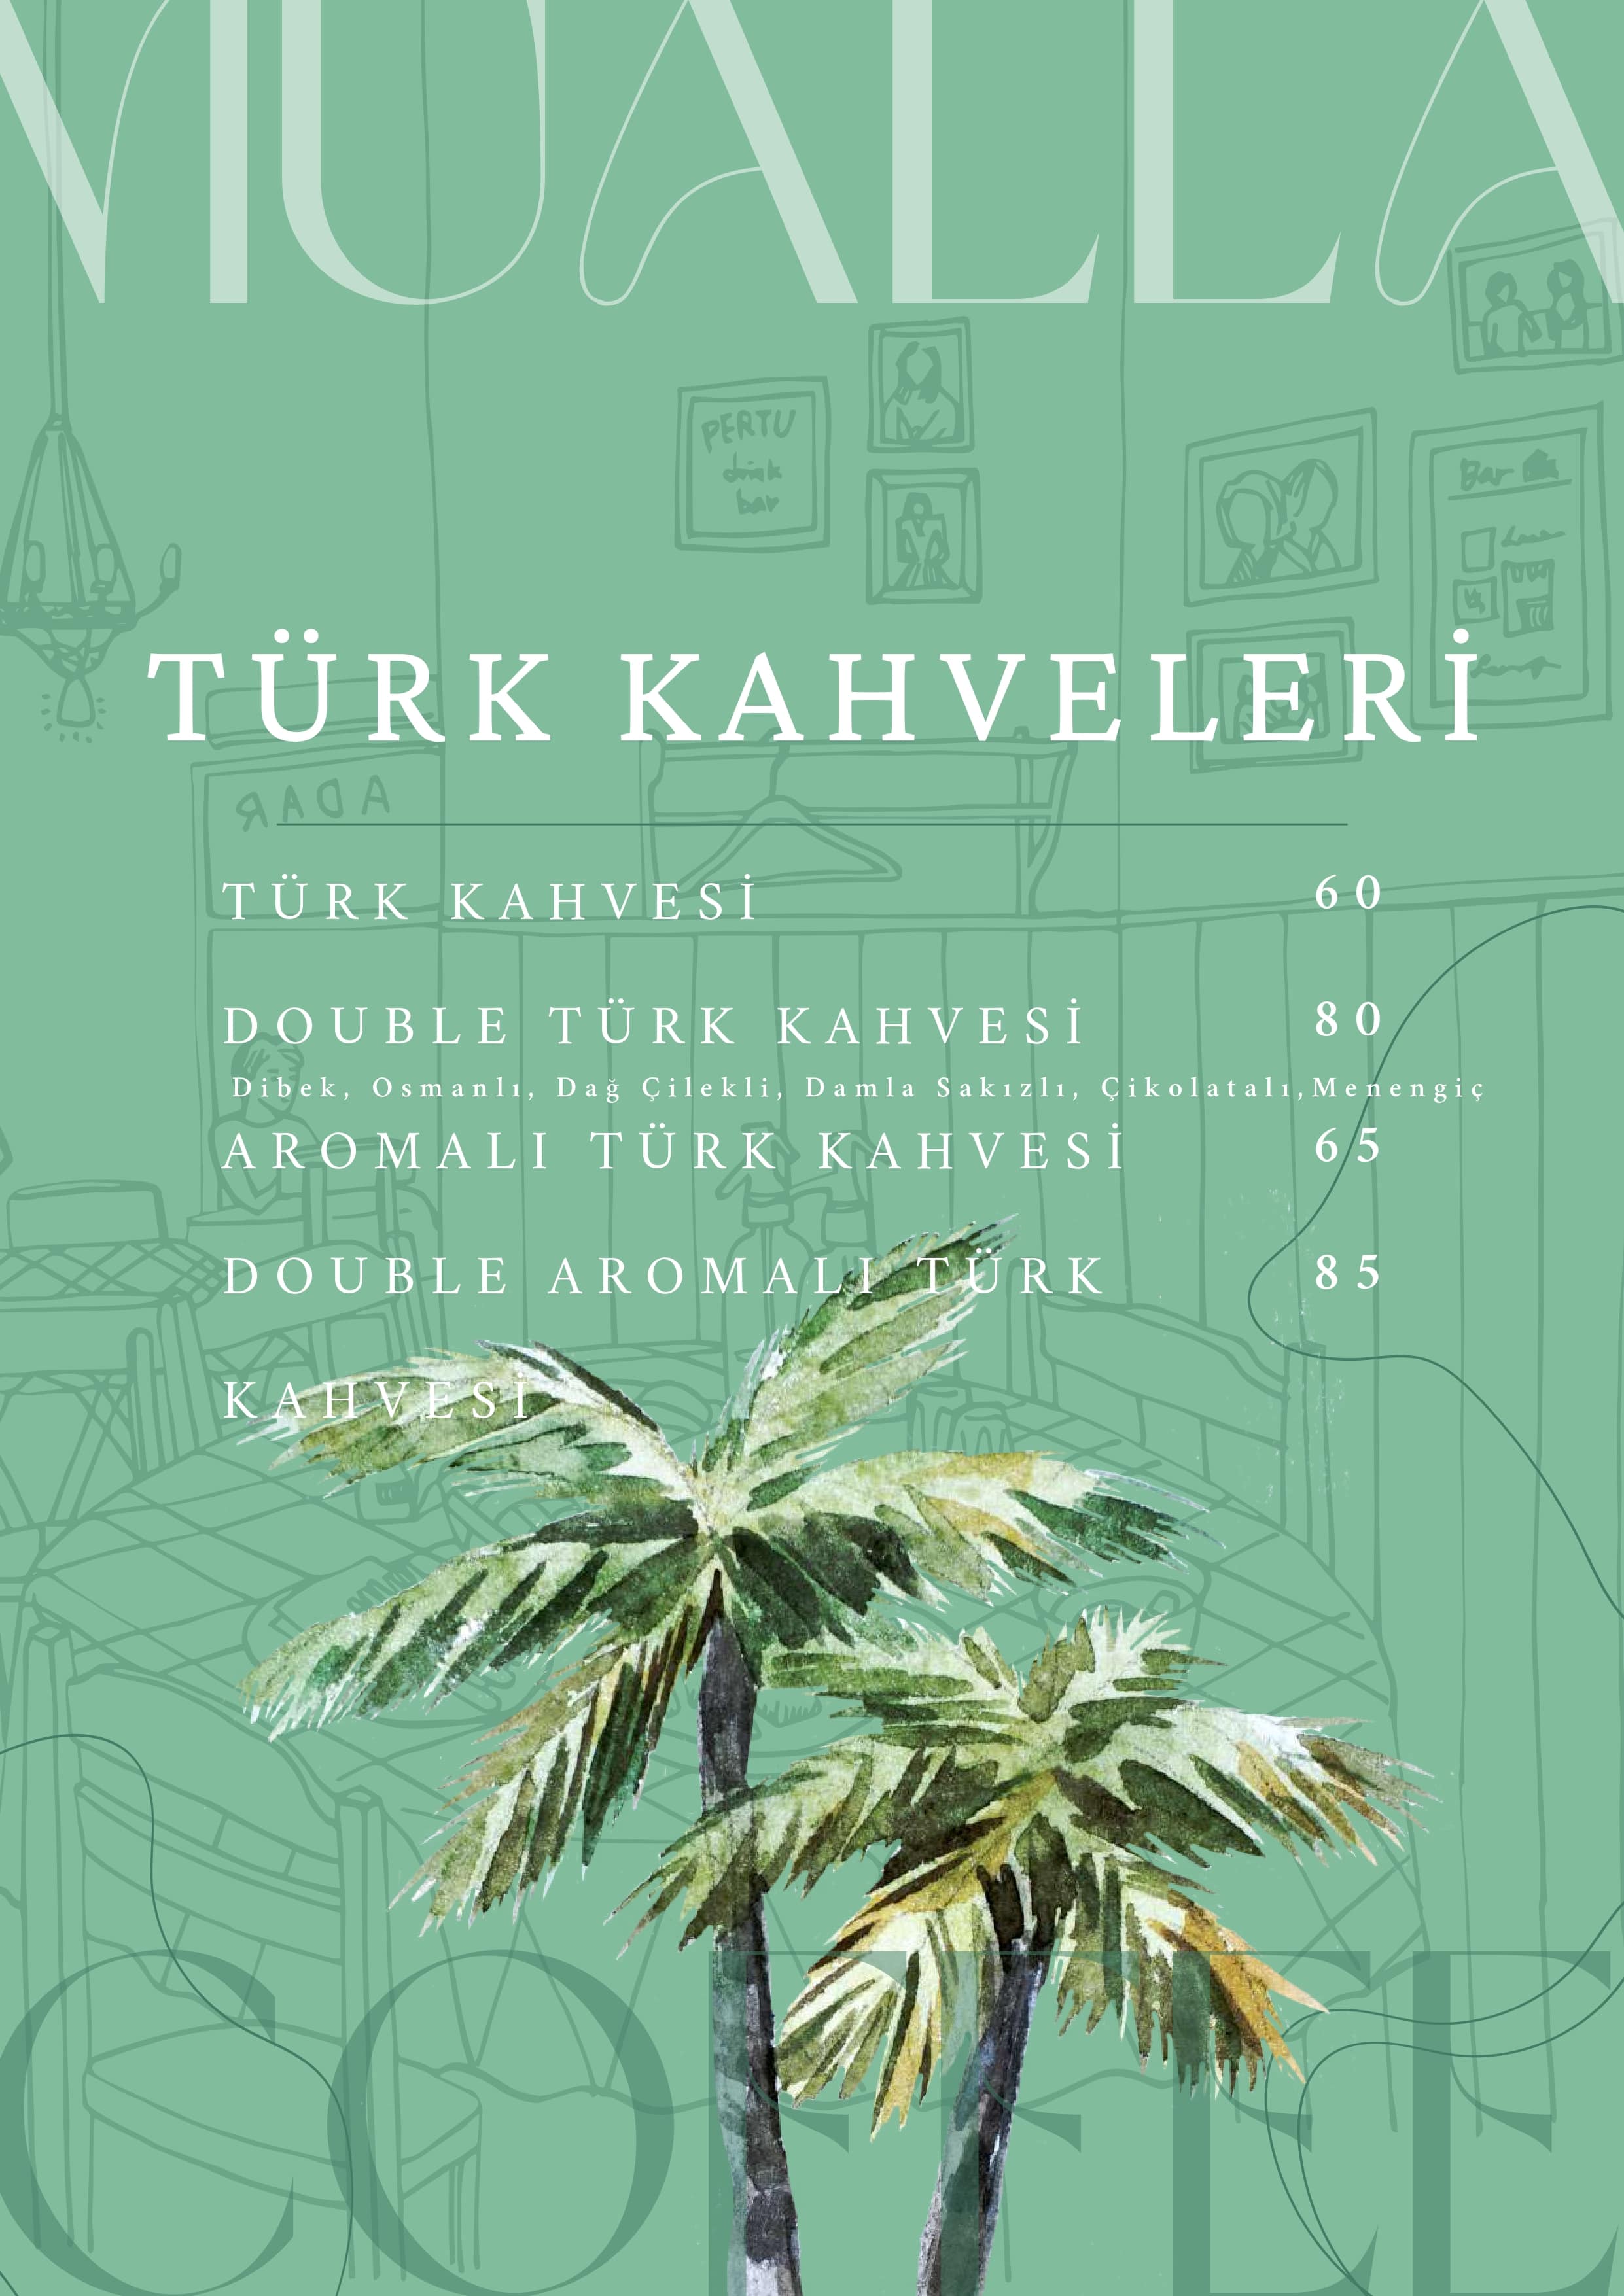 MUALLA
PERTU
drink
bar
Bar
TÜRK KAHVELERİ
ADAR
TÜRK KAHVESİ 60
DOUBLE TÜRK KAHVESİ 80
Dibek, Osmanlı, Dağ Çilekli, Damla Sakızlı, Çikolatalı,Menengiç
AROMALI TÜRK KAHVESİ 65
DOUBLE AROMALI TÜRK 85
KAHVESİ
COFFEE